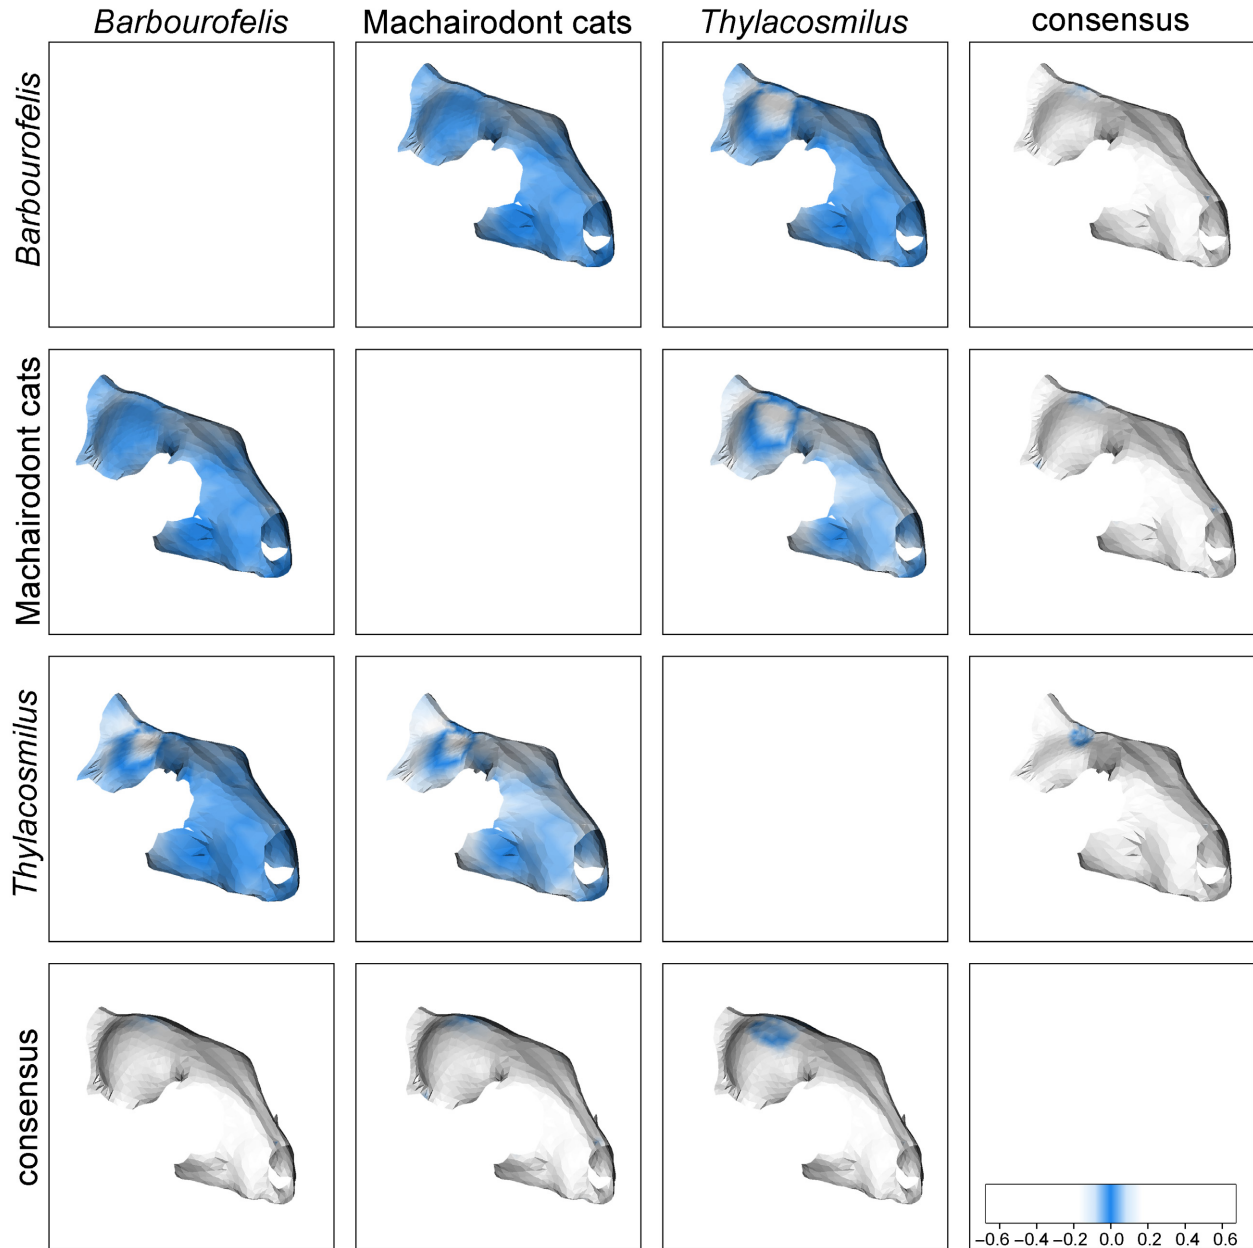 Barbourofelis Machairodont cats Thylacosmilus consensus
Barbourofelis
Machairodont cats
Thylacosmilus
consensus
−0.6 −0.4 −0.2 0.0 0.2 0.4 0.6